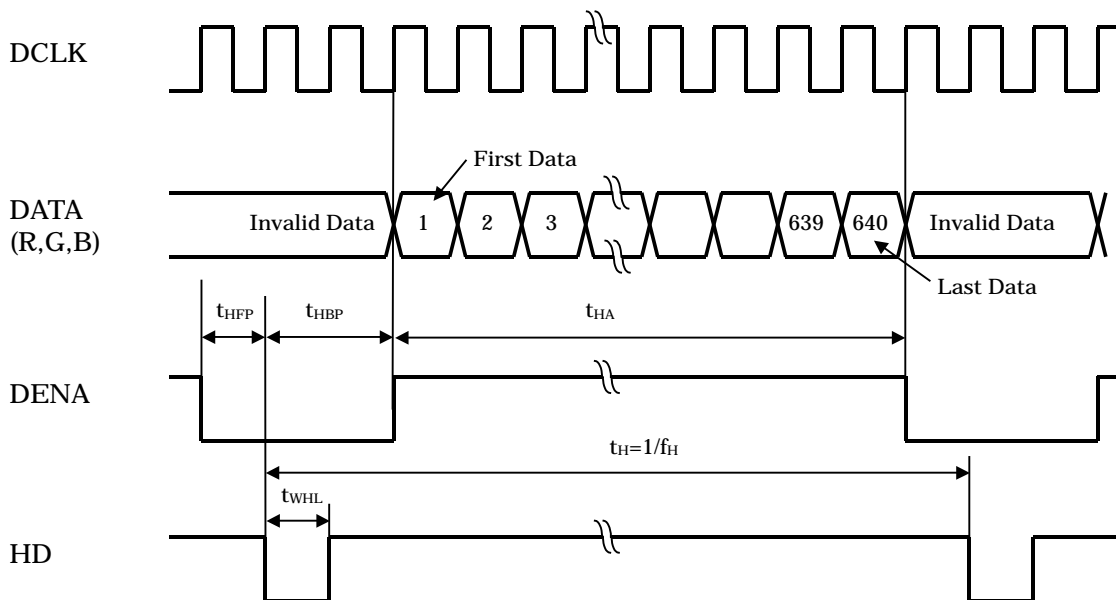 DCLK
First Data
DATA
(R,G,B)
Invalid Data 1 2 3 639 640 Invalid Data
Last Data
tHFP tHBP tHA
DENA
tH=1/fH
tWHL
HD